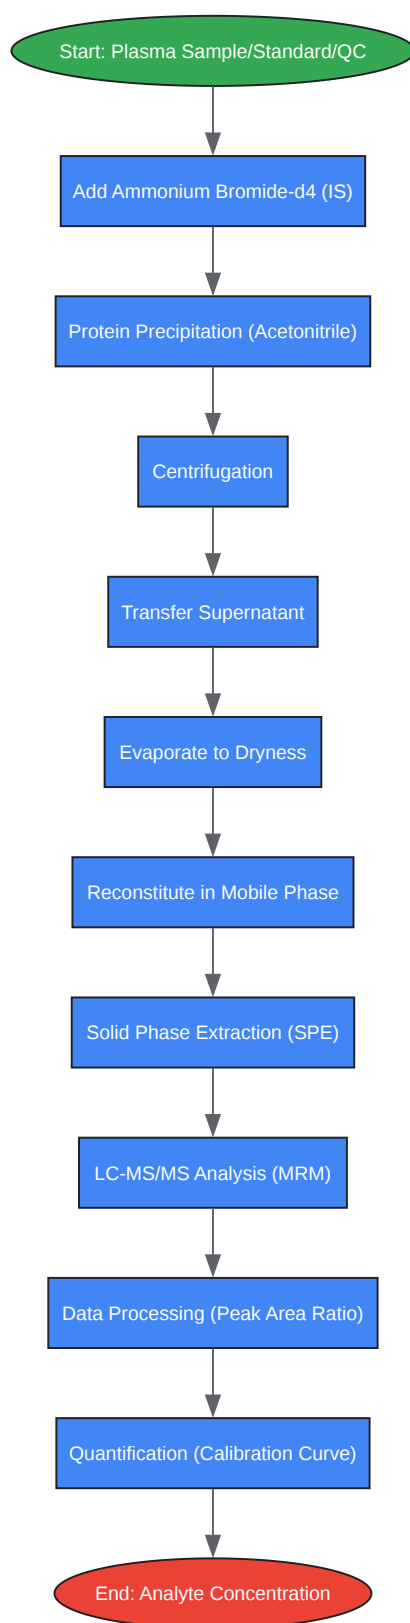 Start: Plasma Sample/Standard/QC
Add Ammonium Bromide-d4 (IS)
Protein Precipitation (Acetonitrile)
Centrifugation
Transfer Supernatant
Evaporate to Dryness
Reconstitute in Mobile Phase
Solid Phase Extraction (SPE)
LC-MS/MS Analysis (MRM)
Data Processing (Peak Area Ratio)
Quantification (Calibration Curve)
End: Analyte Concentration